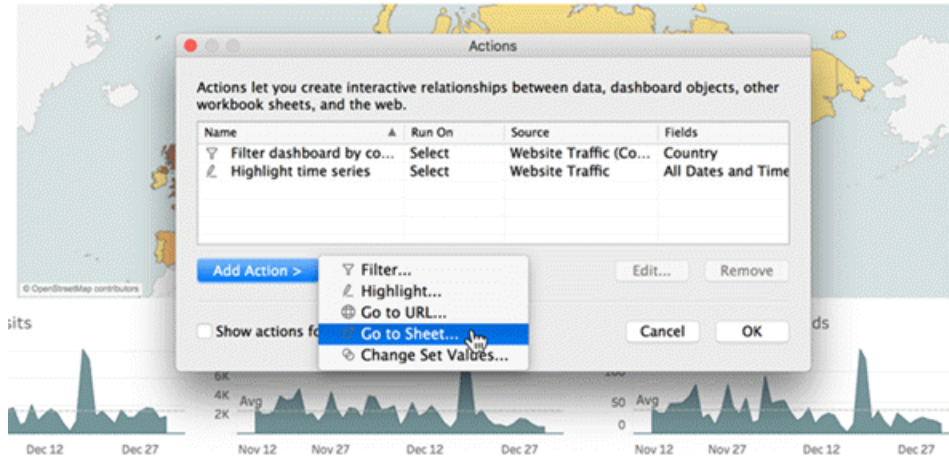 Actions
Actions let you create interactive relationships between data, dashboard objects, other
workbook sheets, and the web.
Name Run On Source Fields
Filter dashboard by co... Select Website Traffic (Co... Country
Highlight time series Select Website Traffic All Dates and Time
Add Action >
Filter...
Highlight...
Go to URL...
Go to Sheet...
Change Set Values...
Edit... Remove
© OpenStreetMap contributors
Show actions fo
Cancel OK
sits
ds
6K
4K
2K
Avg
100
50
0
Avg
Dec 12 Dec 27 Nov 12 Nov 27 Dec 12 Dec 27 Nov 12 Nov 27 Dec 12 Dec 27